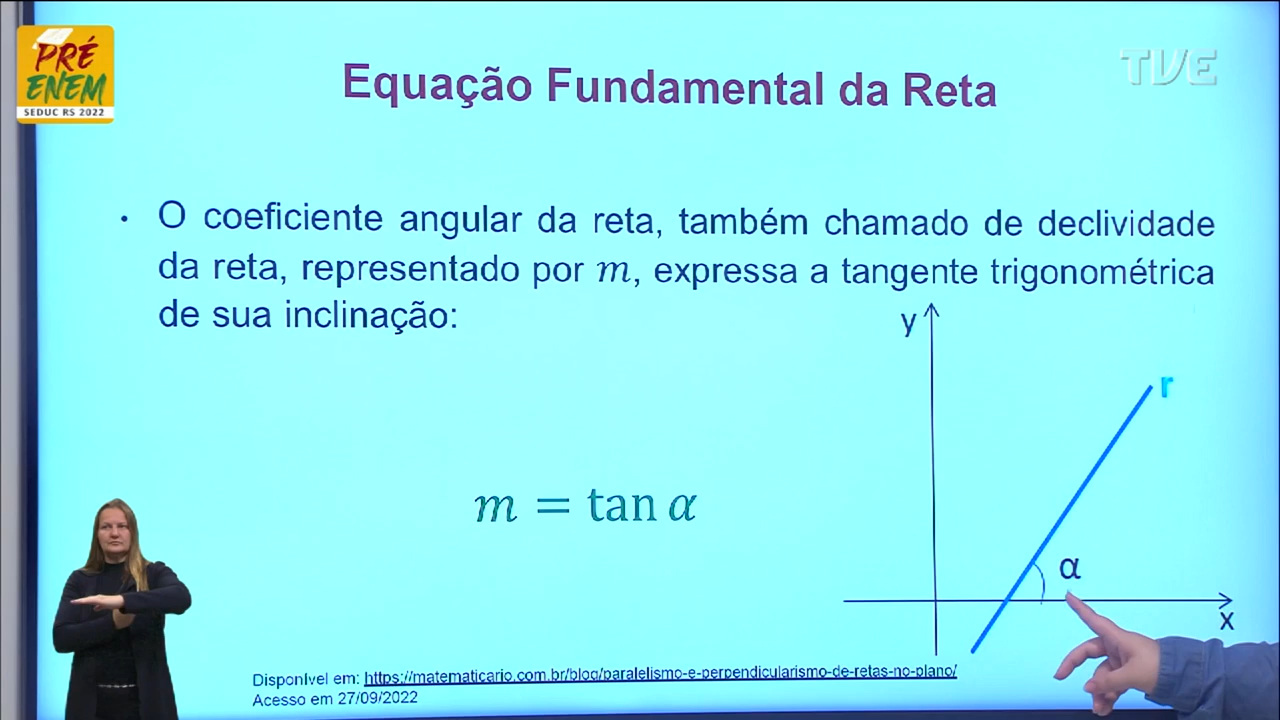 PRÉ
ENEM
SEDUC RS 2022
TVE
Equação Fundamental da Reta
• O coeficiente angular da reta, também chamado de declividade
da reta, representado por m, expressa a tangente trigonométrica
de sua inclinação:
y
r
m = tan α
α
x
Disponível em: https://matematicario.com.br/blog/paralelismo-e-perpendicularismo-de-retas-no-plano/
Acesso em 27/09/2022